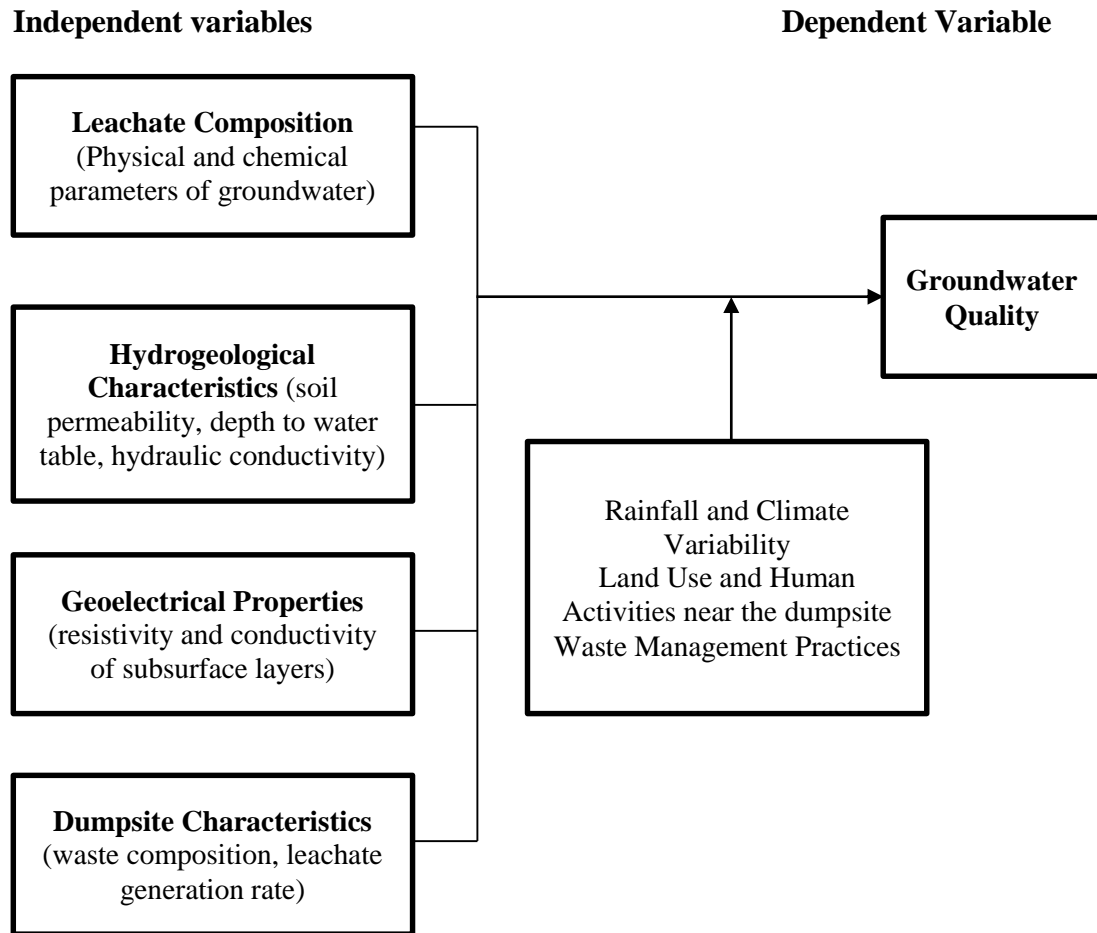 Independent variables
Dependent Variable
Leachate Composition
(Physical and chemical
parameters of groundwater)
Hydrogeological
Characteristics (soil
permeability, depth to water
table, hydraulic conductivity)
Geoelectrical Properties
(resistivity and conductivity
of subsurface layers)
Dumpsite Characteristics
(waste composition, leachate
generation rate)
Rainfall and Climate
Variability
Land Use and Human
Activities near the dumpsite
Waste Management Practices
Groundwater
Quality